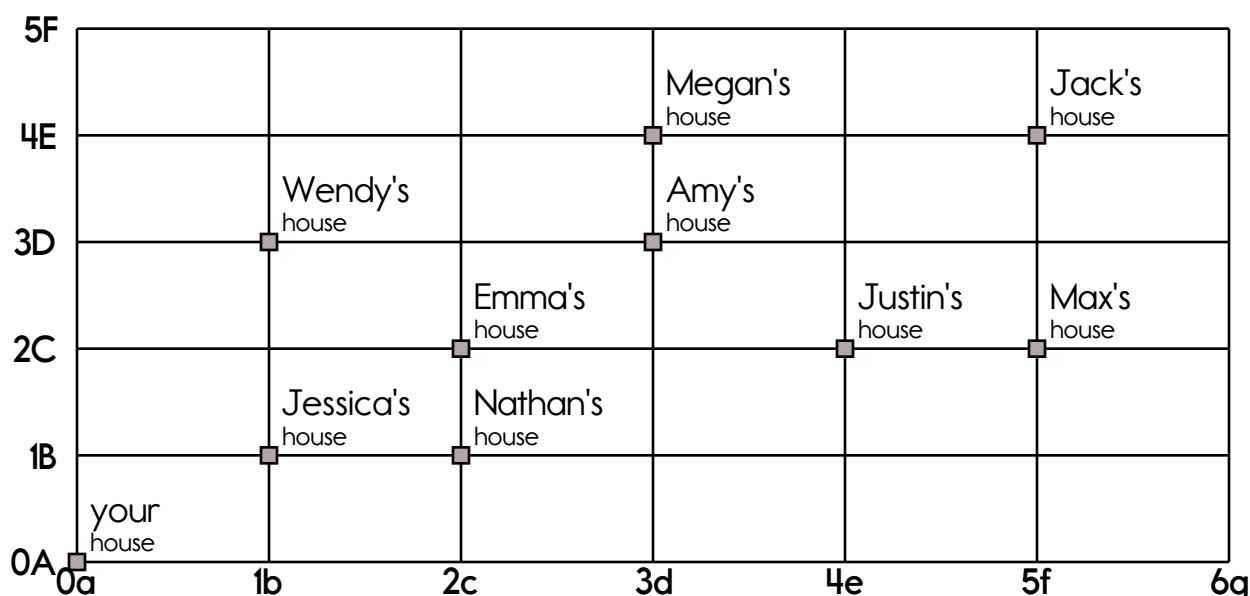 5F
Megan's
house
Jack's
house
4E
Wendy's
house
Amy's
house
3D
Emma's
house
Justin's
house
Max's
house
2C
Jessica's
house
Nathan's
house
1B
your
house
0A
0a 1b 2c 3d 4e 5f 6g